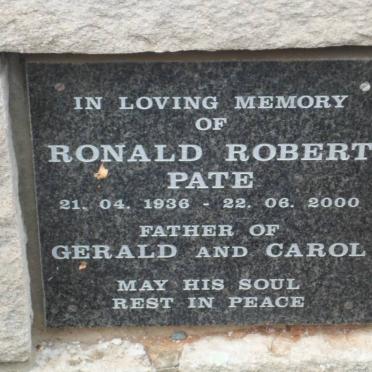 IN LOVING MEMORY
OF
RONALD ROBERT
PATE
21. 04. 1936 - 22. 06. 2000
FATHER OF
GERALD AND CAROL
MAY HIS SOUL
REST IN PEACE